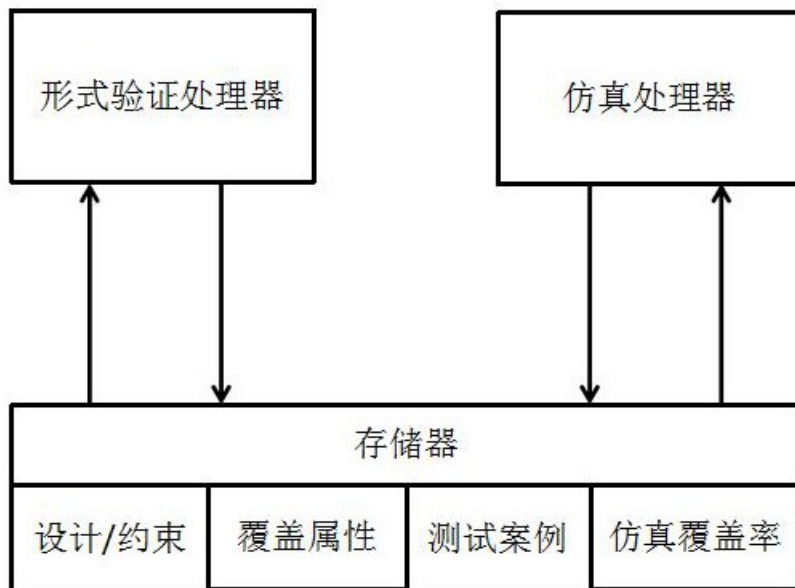 形式验证处理器
仿真处理器
存储器
设计/约束
覆盖属性
测试案例
仿真覆盖率